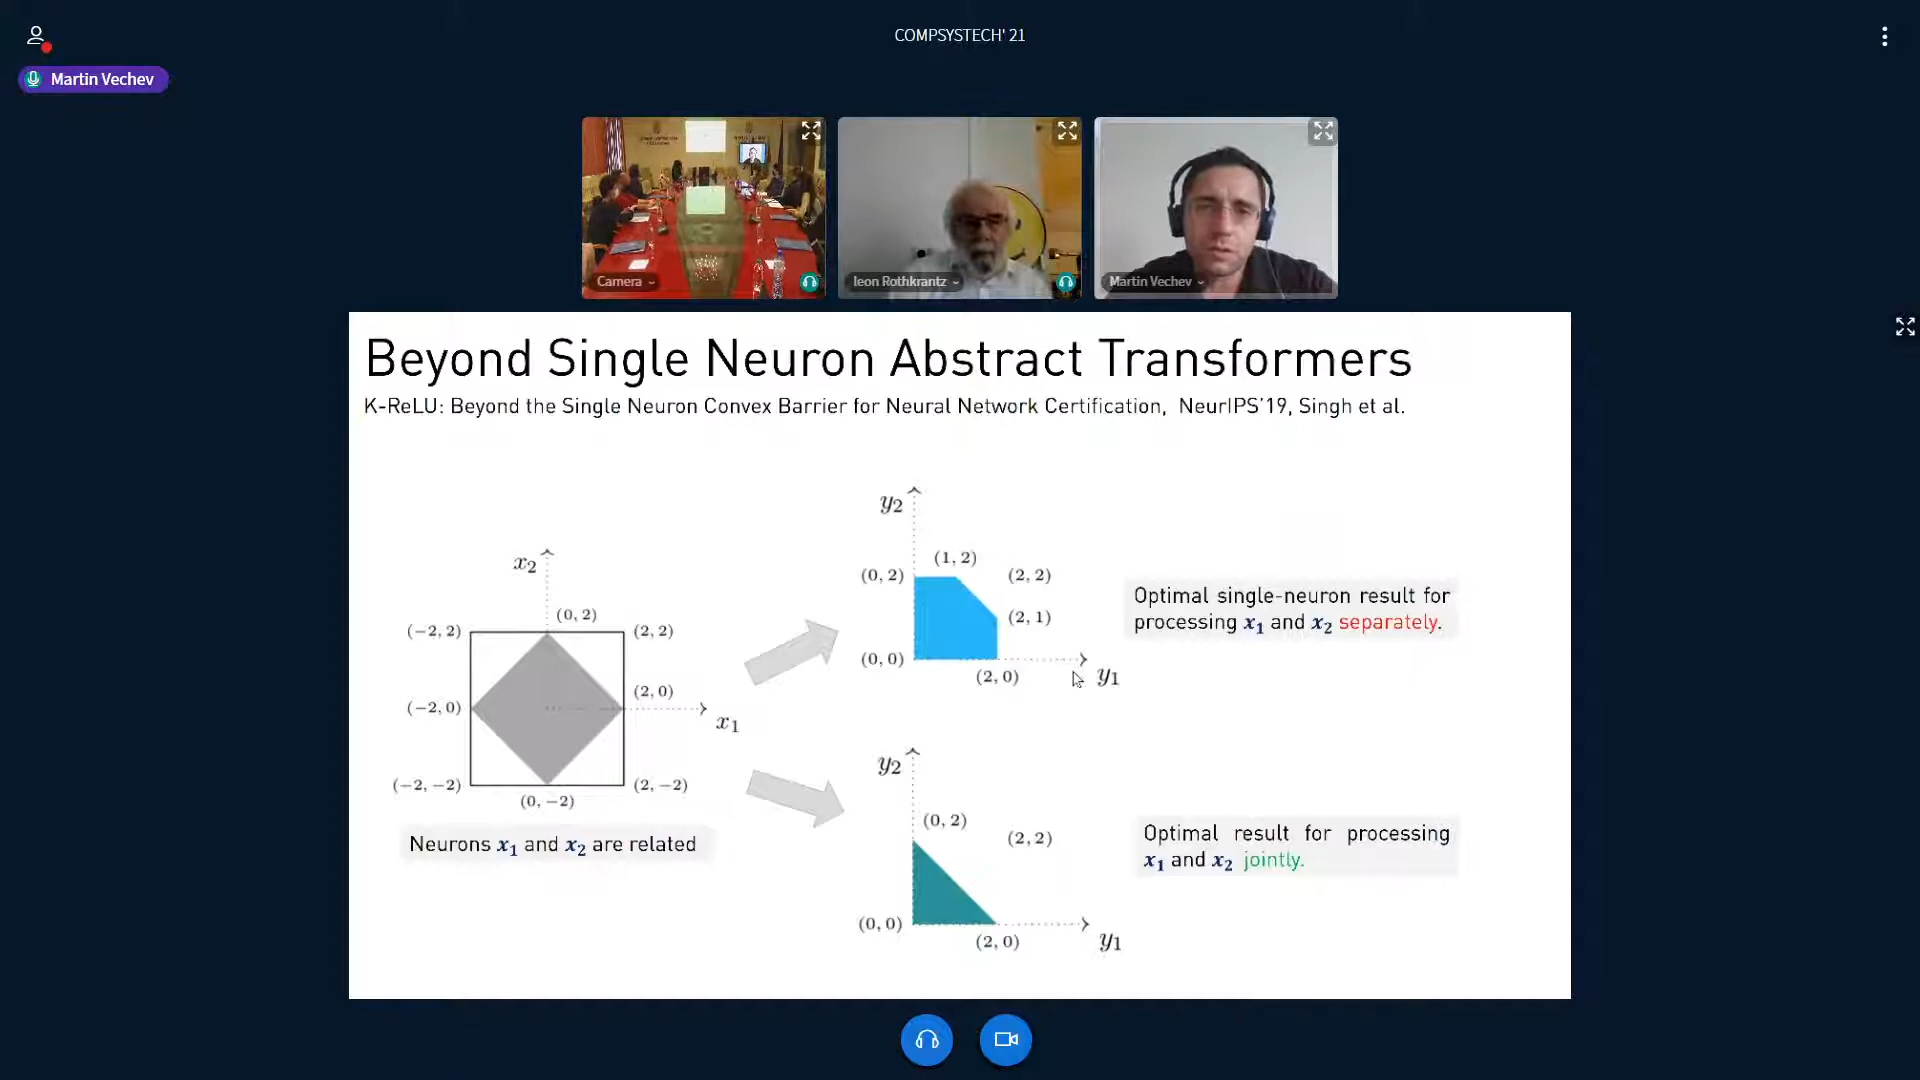 COMPSYSTECH' 21
Martin Vechev
Camera
leon Rothkrantz
Martin Vechev
Beyond Single Neuron Abstract Transformers
K-ReLU: Beyond the Single Neuron Convex Barrier for Neural Network Certification, NeurIPS'19, Singh et al.
x₂
(0, 2)
(−2, 2)
(2, 2)
(−2, 0)
(2, 0)
x₁
(−2, −2)
(2, −2)
(0, −2)
Neurons x₁ and x₂ are related
y₂
(1, 2)
(0, 2)
(2, 2)
(2, 1)
(0, 0)
(2, 0)
y₁
Optimal single-neuron result for
processing x₁ and x₂ separately.
y₂
(0, 2)
(2, 2)
(0, 0)
(2, 0)
y₁
Optimal result for processing
x₁ and x₂ jointly.